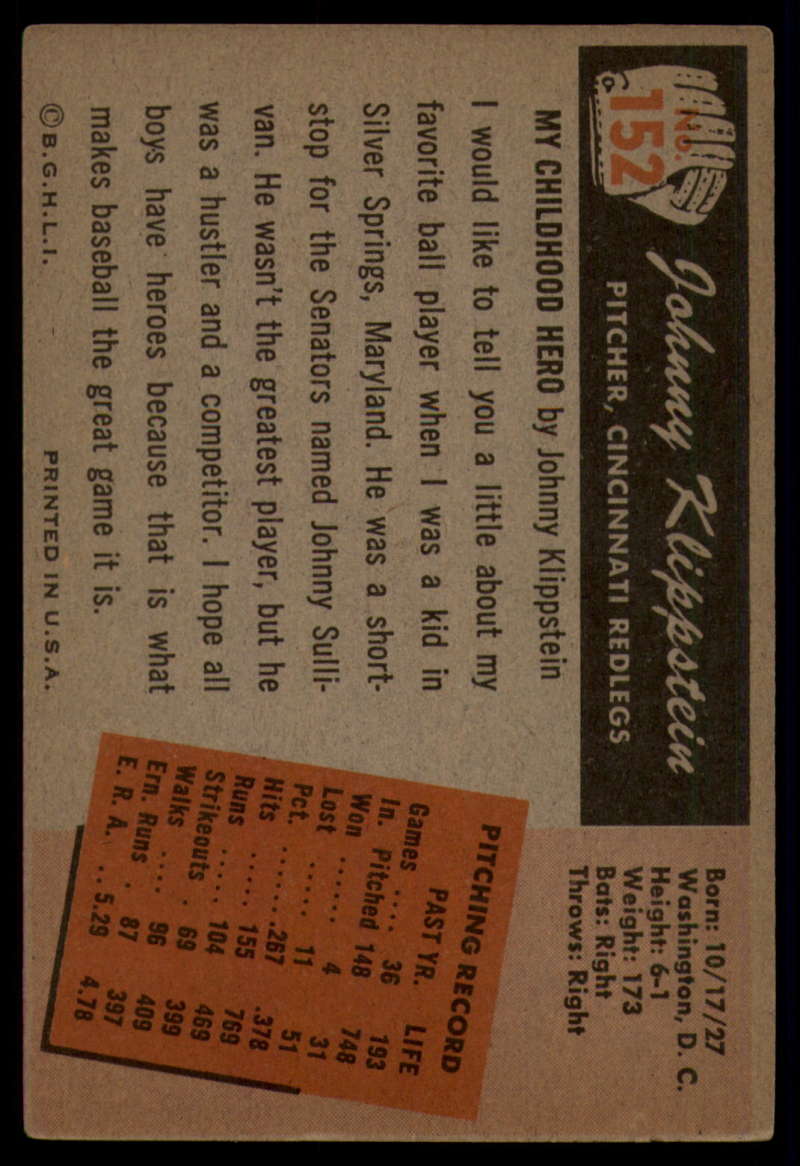 No.
152
Johnny Klippstein
PITCHER, CINCINNATI REDLEGS
Born: 10/17/27
Washington, D. C.
Height: 6-1
Weight: 173
Bats: Right
Throws: Right
MY CHILDHOOD HERO by Johnny Klippstein
I would like to tell you a little about my
favorite ball player when I was a kid in
Silver Springs, Maryland. He was a short-
stop for the Senators named Johnny Sulli-
van. He wasn't the greatest player, but he
was a hustler and a competitor. I hope all
boys have heroes because that is what
makes baseball the great game it is.
©B.G.H.L.I. PRINTED IN U.S.A.
PITCHING RECORD
PAST YR. LIFE
Games .... 36 193
In. Pitched 148 748
Won ...... 4 31
Lost ..... 11 51
Pct. .......267 .378
Hits ..... 155 769
Runs ..... 104 469
Strikeouts . 69 399
Walks .... 96 409
Ern. Runs . 87 397
E. R. A. .. 5.29 4.78